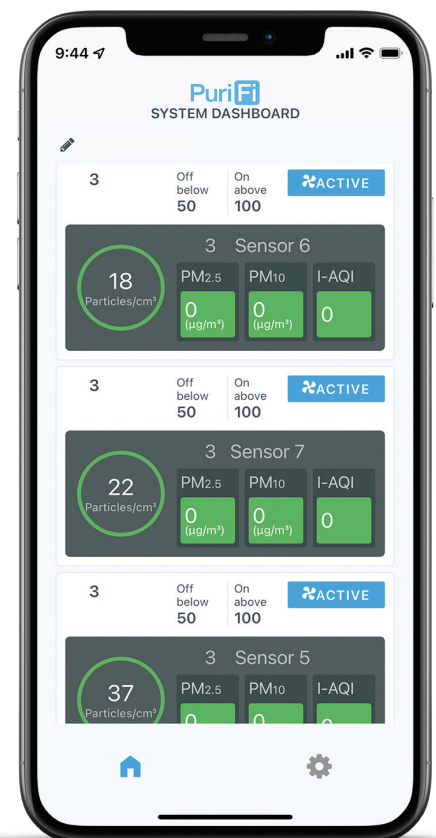 9:44
PuriFi
SYSTEM DASHBOARD
3 Off below 50 On above 100 ACTIVE
3 Sensor 6
18 Particles/cm³
PM2.5 PM10 I-AQI
0 (µg/m³) 0 (µg/m³) 0
3 Off below 50 On above 100 ACTIVE
3 Sensor 7
22 Particles/cm³
PM2.5 PM10 I-AQI
0 (µg/m³) 0 (µg/m³) 0
3 Off below 50 On above 100 ACTIVE
3 Sensor 5
37 Particles/cm³
PM2.5 PM10 I-AQI
0 0 0